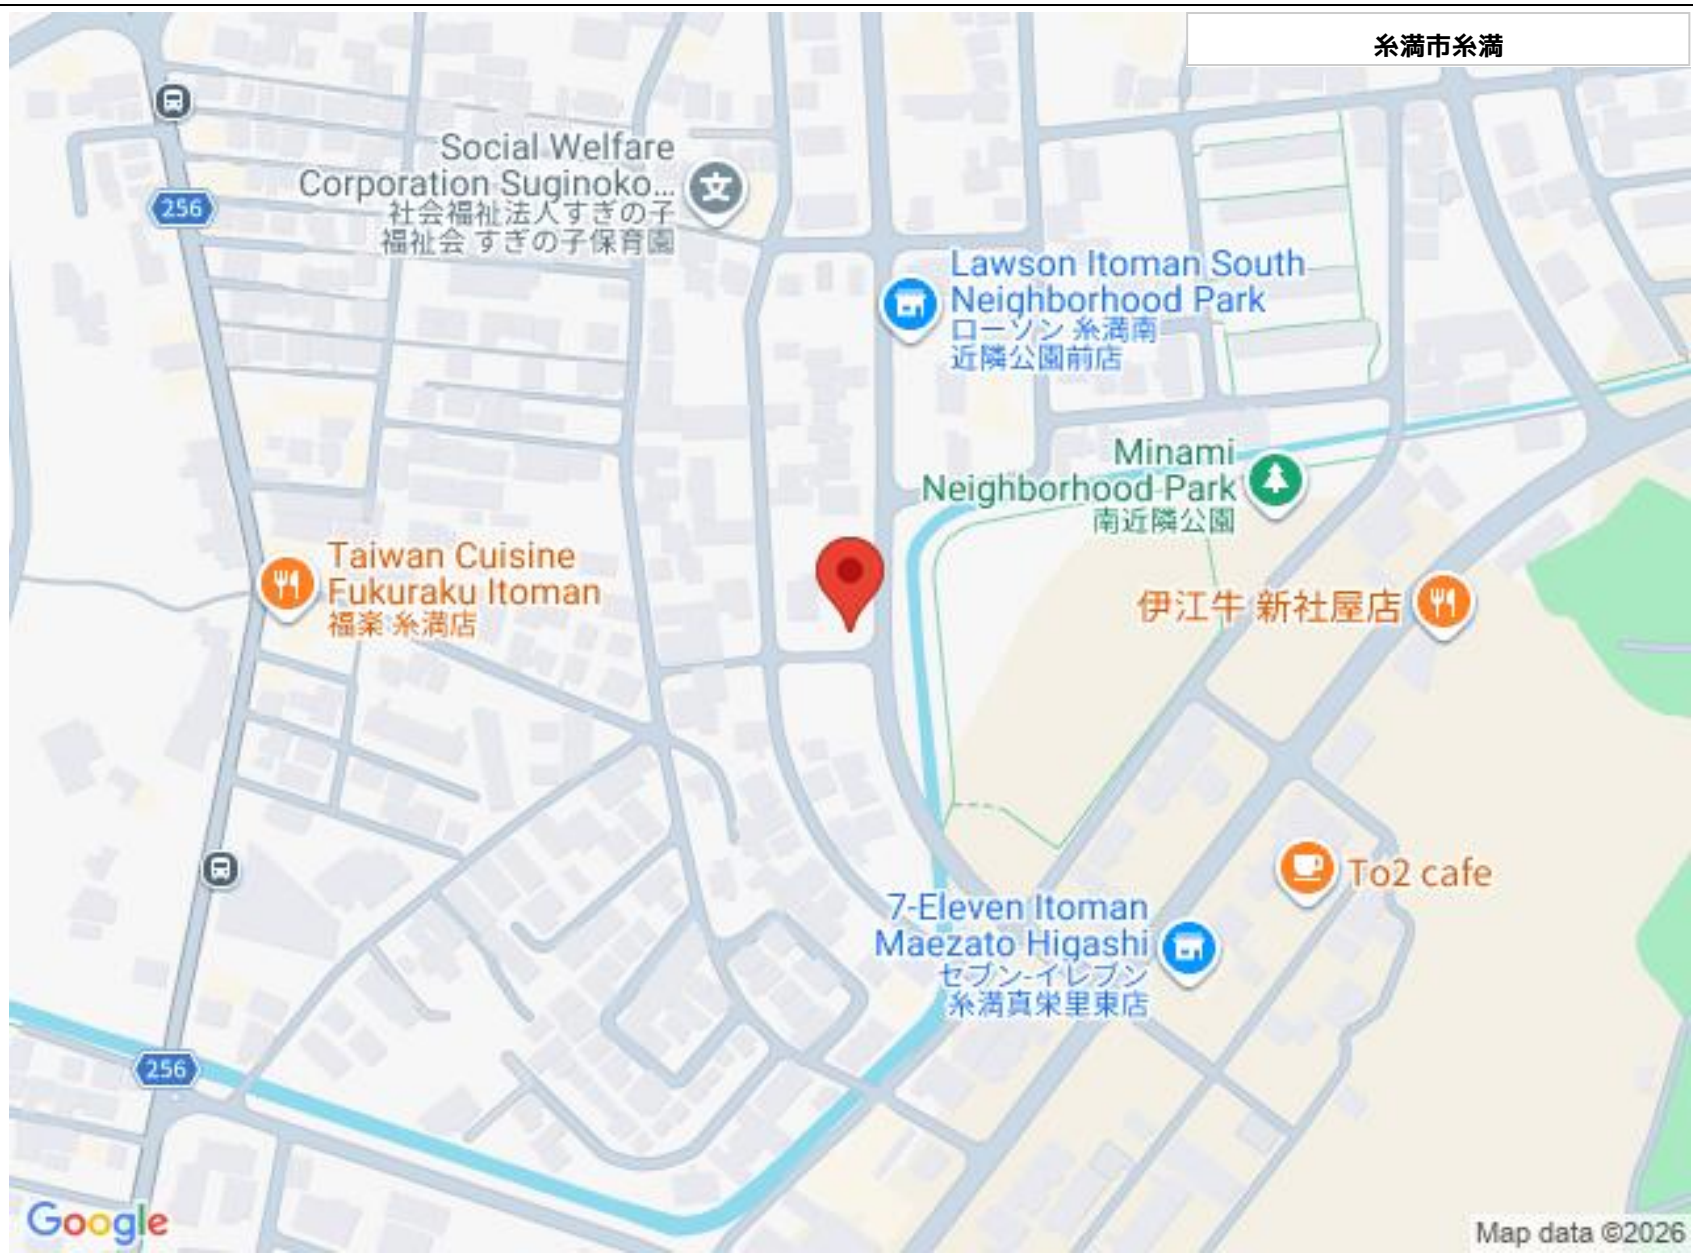 糸満市糸満
Social Welfare
Corporation Suginoko...
社会福祉法人すぎの子
福祉会 すぎの子保育園
256
Lawson Itoman South
Neighborhood Park
ローソン 糸満南
近隣公園前店
Minami
Neighborhood Park
南近隣公園
Taiwan Cuisine
Fukuraku Itoman
福楽 糸満店
伊江牛 新社屋店
To2 cafe
7-Eleven Itoman
Maezato Higashi
セブン-イレブン
糸満真栄里東店
256
Google
Map data ©2026